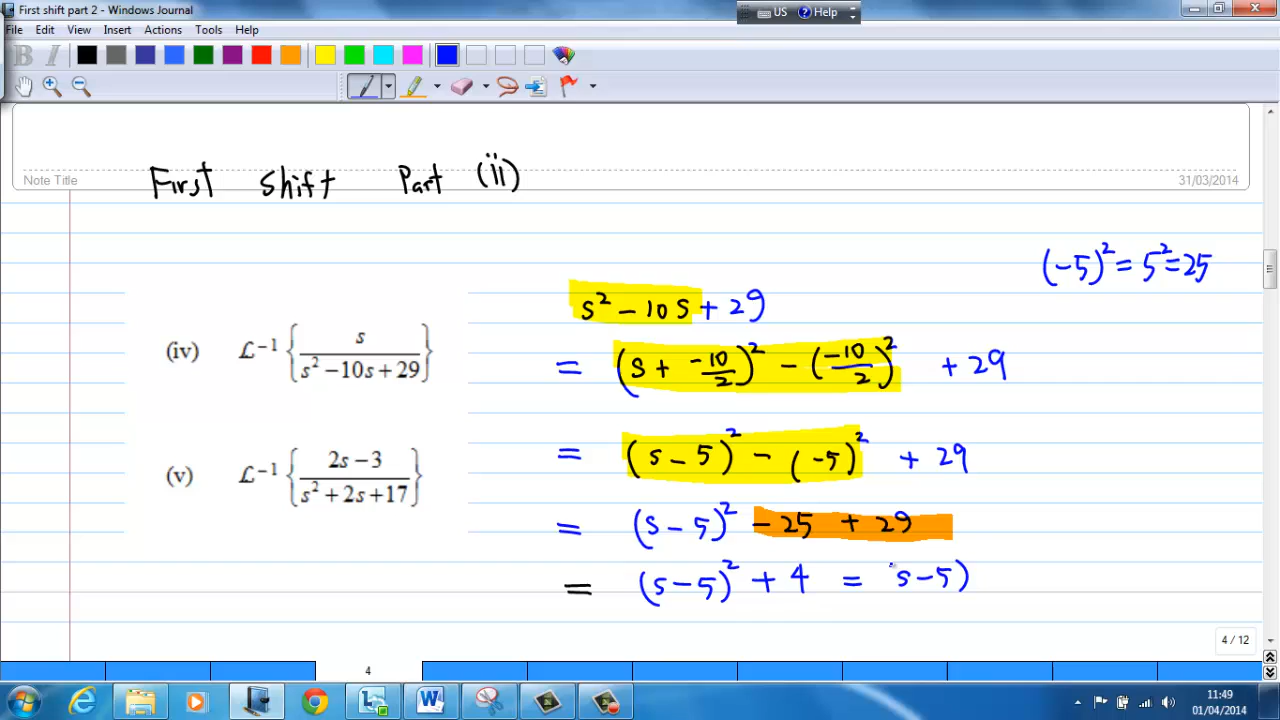 First shift part 2 - Windows Journal
US Help
File Edit View Insert Actions Tools Help
B I
First Shift Part (ii)
Note Title
31/03/2014
(-5)² = 5² = 25
s² - 10s + 29
(iv) ℒ⁻¹ { s / (s² - 10s + 29) }
= (s + -10/2)² - (-10/2)² + 29
= (s - 5)² - (-5)² + 29
(v) ℒ⁻¹ { (2s - 3) / (s² + 2s + 17) }
= (s - 5)² - 25 + 29
= (s - 5)² + 4 = s - 5)
4 / 12
4
11:49
01/04/2014